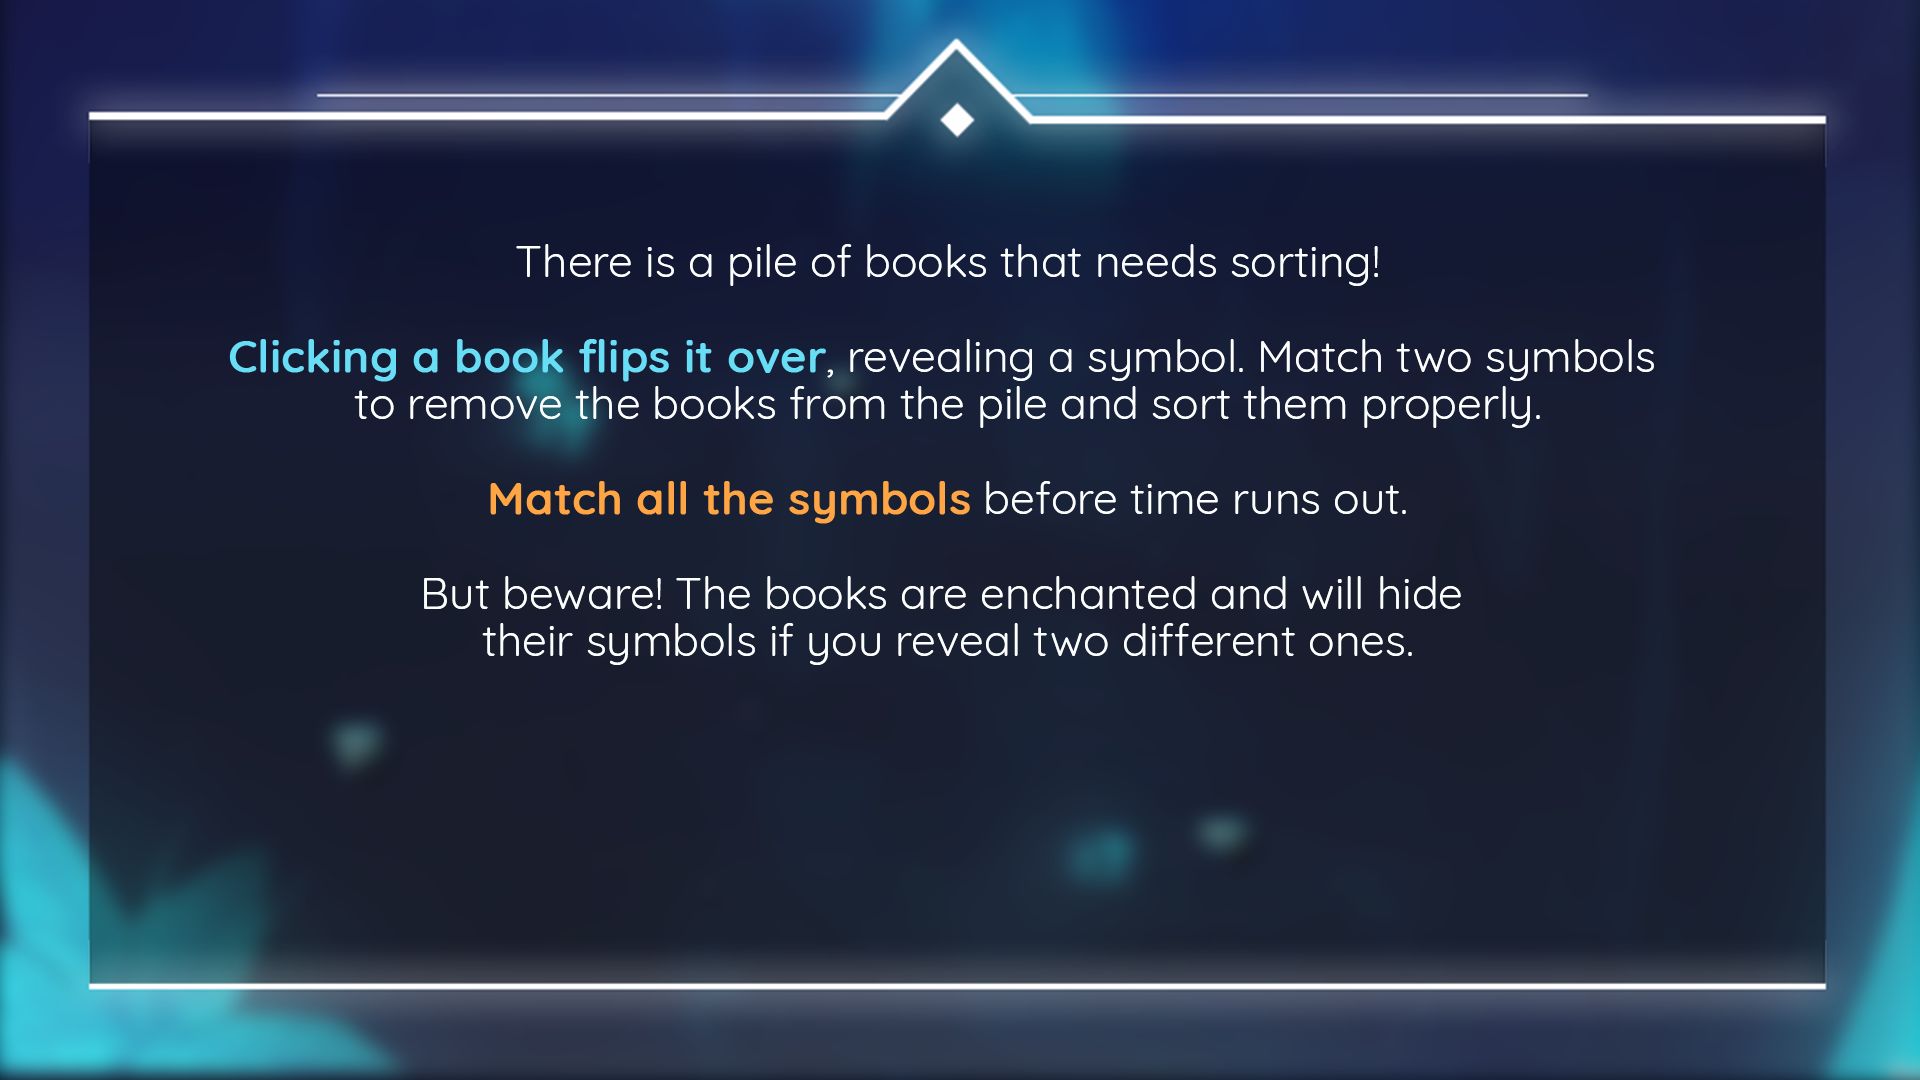 There is a pile of books that needs sorting!
Clicking a book flips it over, revealing a symbol. Match two symbols
to remove the books from the pile and sort them properly.
Match all the symbols before time runs out.
But beware! The books are enchanted and will hide
their symbols if you reveal two different ones.